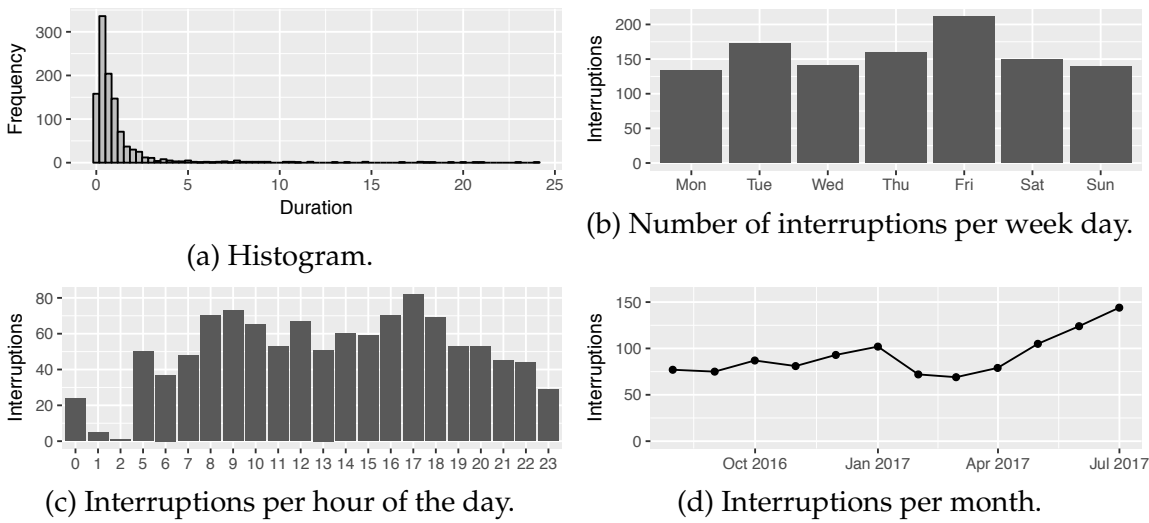 Frequency
300
200
100
0
0 5 10 15 20 25
Duration
(a) Histogram.
Interruptions
200
150
100
50
0
Mon Tue Wed Thu Fri Sat Sun
(b) Number of interruptions per week day.
Interruptions
80
60
40
20
0
0 1 2 5 6 7 8 9 10 11 12 13 14 15 16 17 18 19 20 21 22 23
(c) Interruptions per hour of the day.
Interruptions
150
100
50
0
Oct 2016 Jan 2017 Apr 2017 Jul 2017
(d) Interruptions per month.